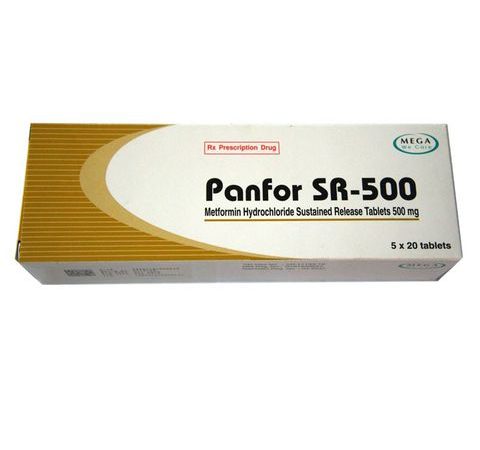 MEGA
We Care
Rx Prescription Drug
Panfor SR-500
Metformin Hydrochloride Sustained Release Tablets 500 mg
5 x 20 tablets